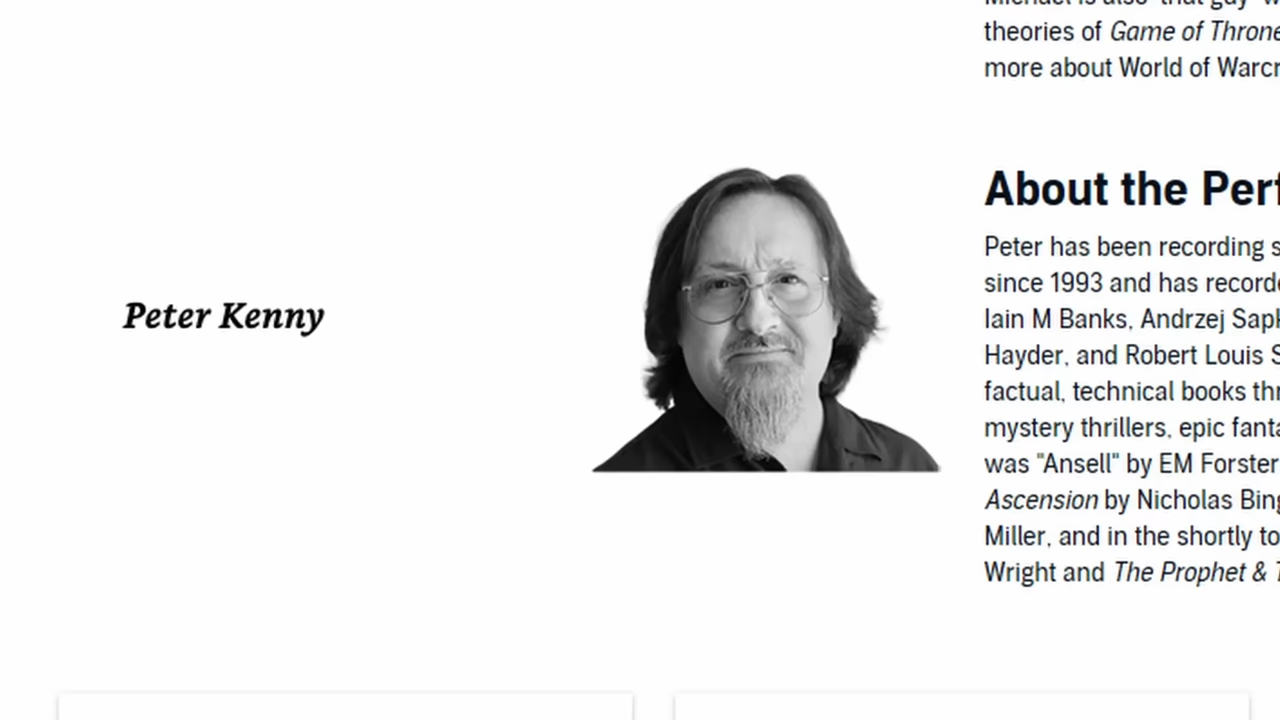 theories of Game of Throne
more about World of Warcr
Peter Kenny
About the Perf
Peter has been recording s
since 1993 and has recorde
Iain M Banks, Andrzej Sapk
Hayder, and Robert Louis S
factual, technical books thr
mystery thrillers, epic fanta
was "Ansell" by EM Forster
Ascension by Nicholas Bing
Miller, and in the shortly to
Wright and The Prophet & T